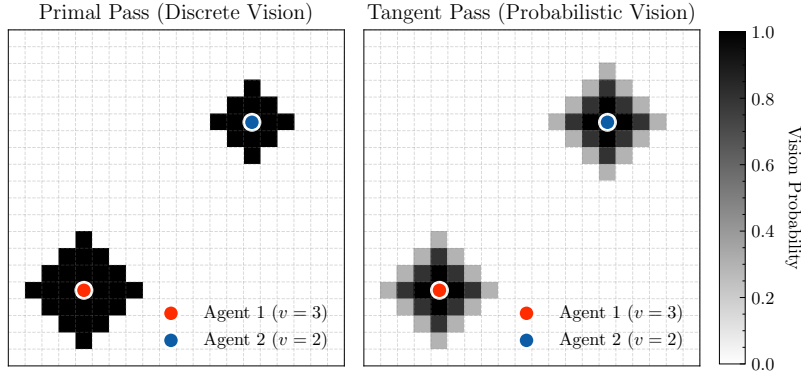 Primal Pass (Discrete Vision)
Agent 1 (v = 3)
Agent 2 (v = 2)
Tangent Pass (Probabilistic Vision)
Agent 1 (v = 3)
Agent 2 (v = 2)
1.0
0.8
0.6
0.4
0.2
0.0
Vision Probability